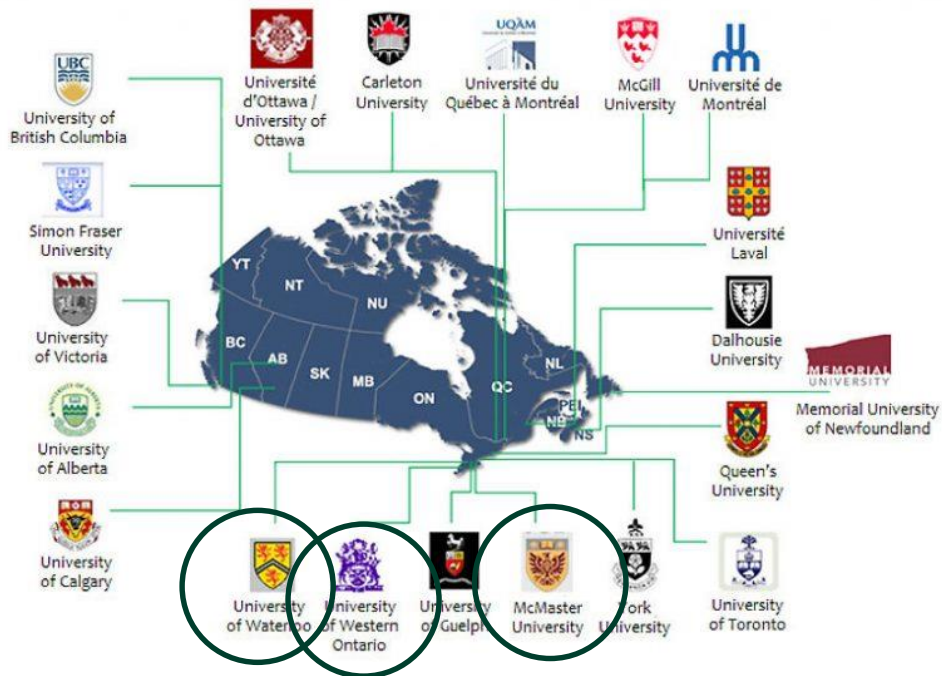 UBC
University of
British Columbia
Simon Fraser
University
University
of Victoria
University
of Alberta
University
of Calgary
Université
d'Ottawa /
University of
Ottawa
Carleton
University
UQÀM
Université du
Québec à Montréal
McGill
University
Université de
Montréal
Université
Laval
Dalhousie
University
MEMORIAL
UNIVERSITY
Memorial University
of Newfoundland
Queen's
University
YT
NT
NU
BC
AB
SK
MB
ON
QC
NL
PEI
NB
NS
University
of Waterloo
University
of Western
Ontario
University
of Guelph
McMaster
University
York
University
University
of Toronto